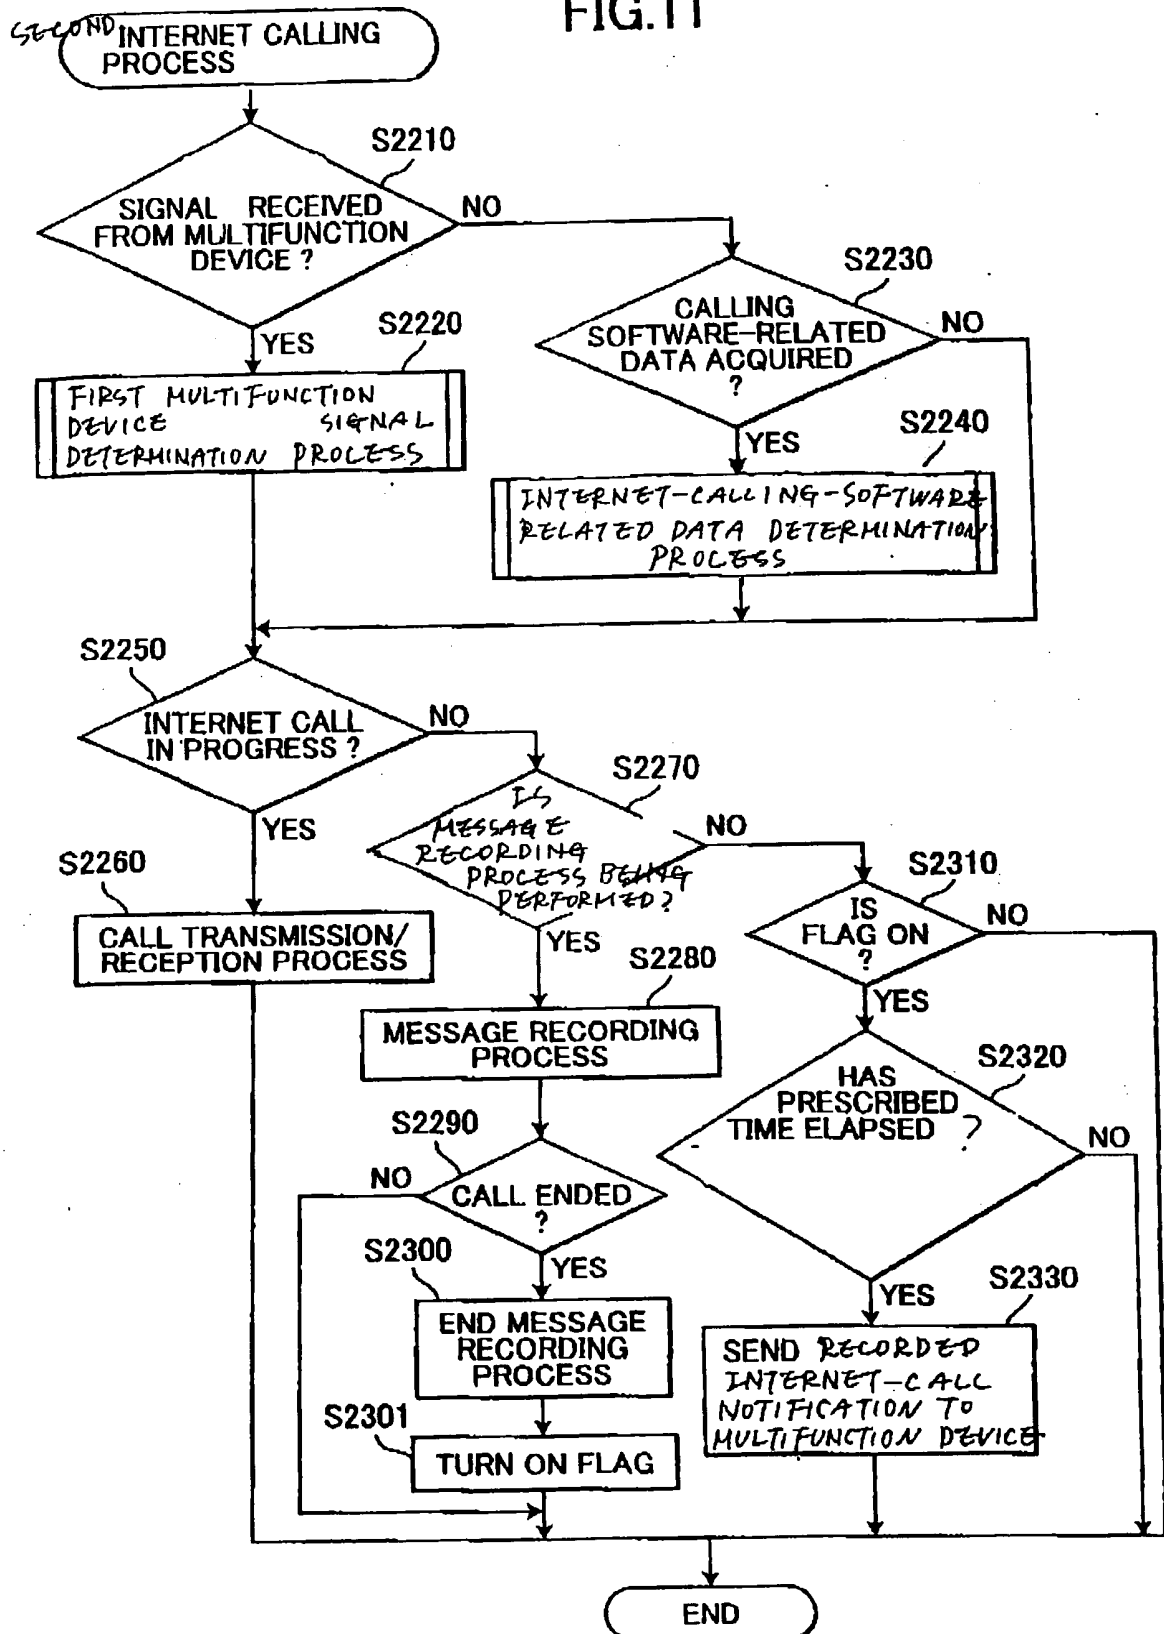 FIG.11
SECOND INTERNET CALLING
PROCESS
S2210
SIGNAL RECEIVED
FROM MULTIFUNCTION
DEVICE ?
NO
YES
S2220
FIRST MULTIFUNCTION
DEVICE SIGNAL
DETERMINATION PROCESS
S2230
CALLING
SOFTWARE-RELATED
DATA ACQUIRED
?
NO
YES
S2240
INTERNET-CALLING-SOFTWARE
RELATED DATA DETERMINATION
PROCESS
S2250
INTERNET CALL
IN PROGRESS ?
NO
YES
S2260
CALL TRANSMISSION/
RECEPTION PROCESS
S2270
IS
MESSAGE
RECORDING
PROCESS BEING
PERFORMED?
NO
YES
S2280
MESSAGE RECORDING
PROCESS
S2290
CALL ENDED
?
NO
YES
S2300
END MESSAGE
RECORDING
PROCESS
S2301
TURN ON FLAG
S2310
IS
FLAG ON
?
NO
YES
S2320
HAS
PRESCRIBED
TIME ELAPSED ?
NO
YES
S2330
SEND RECORDED
INTERNET-CALL
NOTIFICATION TO
MULTIFUNCTION DEVICE
END